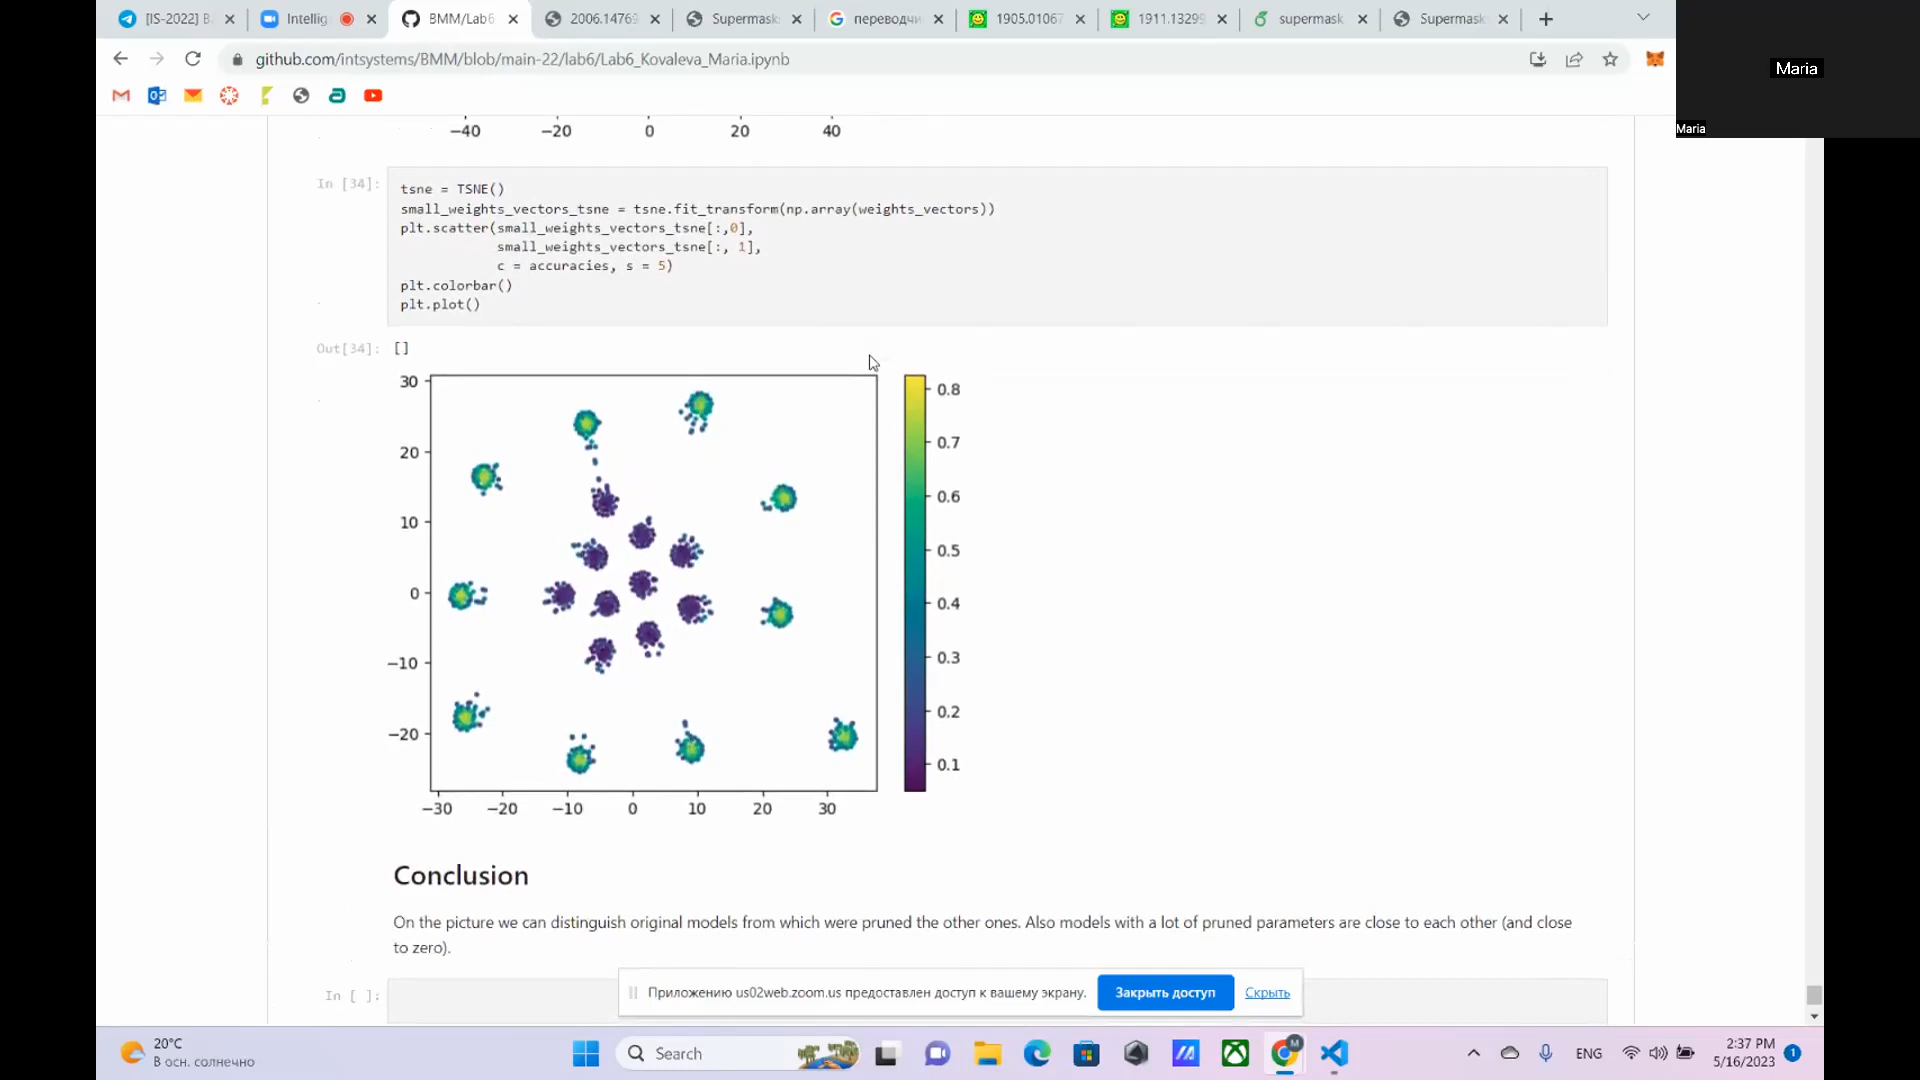 [IS-2022] B
Intellig
BMM/Lab6
2006.14769
Supermask
переводчи
1905.01067
1911.13299
supermask
Supermask
github.com/intsystems/BMM/blob/main-22/lab6/Lab6_Kovaleva_Maria.ipynb
Maria
Maria
−40 −20 0 20 40
In [34]:
tsne = TSNE()
small_weights_vectors_tsne = tsne.fit_transform(np.array(weights_vectors))
plt.scatter(small_weights_vectors_tsne[:,0],
small_weights_vectors_tsne[:, 1],
c = accuracies, s = 5)
plt.colorbar()
plt.plot()
Out[34]: []
30
20
10
0
−10
−20
−30 −20 −10 0 10 20 30
0.8
0.7
0.6
0.5
0.4
0.3
0.2
0.1
Conclusion
On the picture we can distinguish original models from which were pruned the other ones. Also models with a lot of pruned parameters are close to each other (and close
to zero).
In [ ]:
Приложению us02web.zoom.us предоставлен доступ к вашему экрану.
Закрыть доступ
Скрыть
20°C
В осн. солнечно
Search
M
ENG
2:37 PM
5/16/2023
1